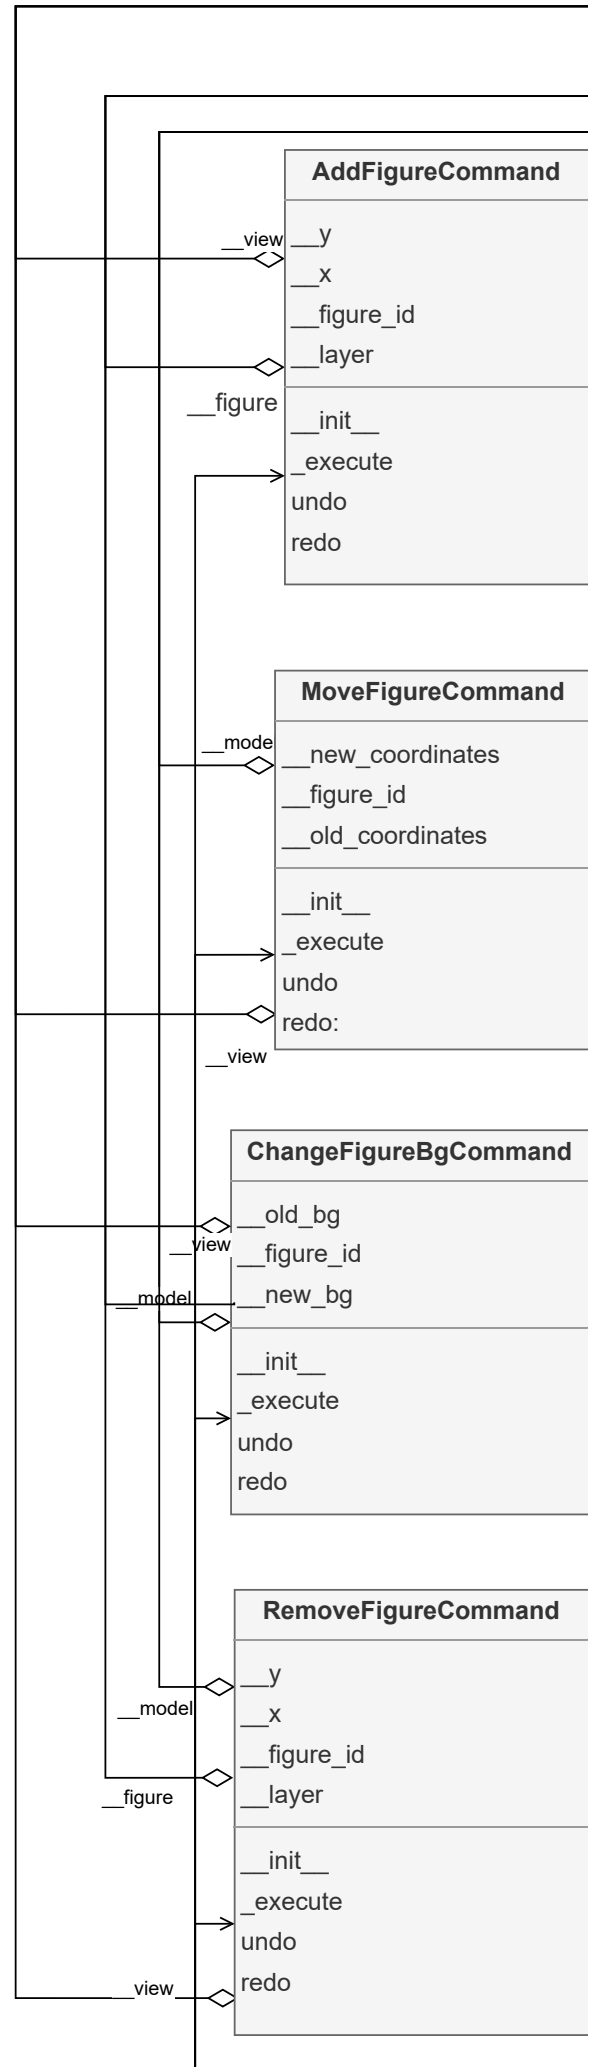 AddFigureCommand
__view
__y
__x
__figure_id
__layer
__figure
__init__
_execute
undo
redo
MoveFigureCommand
__mode
__new_coordinates
__figure_id
__old_coordinates
__init__
_execute
undo
redo:
__view
ChangeFigureBgCommand
__old_bg
__view
__figure_id
__model
__new_bg
__init__
_execute
undo
redo
RemoveFigureCommand
__y
__model
__x
__figure_id
__layer
__figure
__init__
_execute
undo
redo
__view